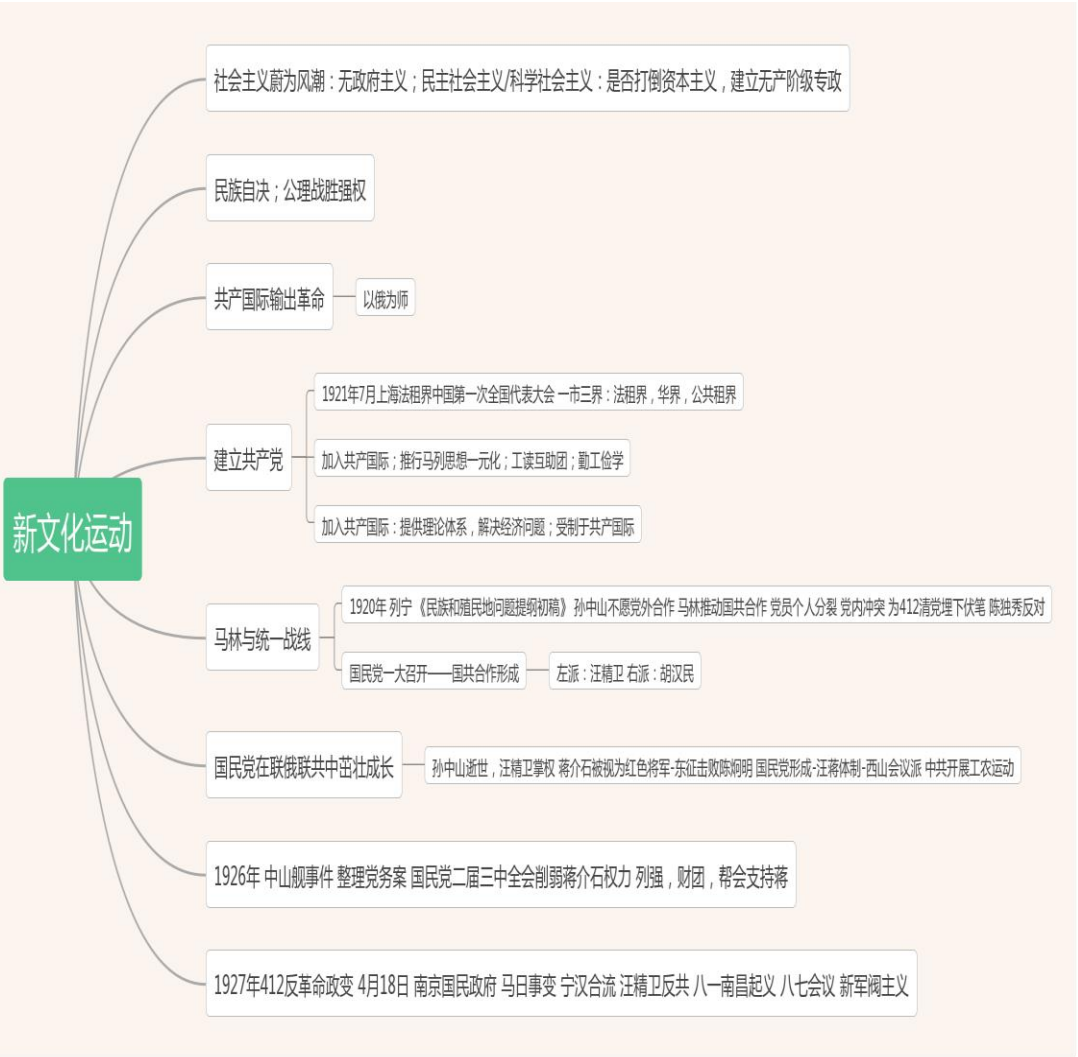 社会主义蔚为风潮：无政府主义；民主社会主义/科学社会主义：是否打倒资本主义，建立无产阶级专政
民族自决；公理战胜强权
共产国际输出革命
以俄为师
1921年7月上海法租界中国第一次全国代表大会 一市三界：法租界，华界，公共租界
建立共产党
加入共产国际；推行马列思想一元化；工读互助团；勤工俭学
加入共产国际：提供理论体系，解决经济问题；受制于共产国际
新文化运动
1920年 列宁 《民族和殖民地问题提纲初稿》 孙中山不愿党外合作 马林推动国共合作 党员个人分裂 党内冲突 为412清党埋下伏笔 陈独秀反对
马林与统一战线
国民党一大召开——国共合作形成
左派：汪精卫 右派：胡汉民
国民党在联俄联共中茁壮成长
孙中山逝世，汪精卫掌权 蒋介石被视为红色将军-东征击败陈炯明 国民党形成-汪蒋体制-西山会议派 中共开展工农运动
1926年 中山舰事件 整理党务案 国民党二届三中全会削弱蒋介石权力 列强，财团，帮会支持蒋
1927年412反革命政变 4月18日 南京国民政府 马日事变 宁汉合流 汪精卫反共 八一南昌起义 八七会议 新军阀主义